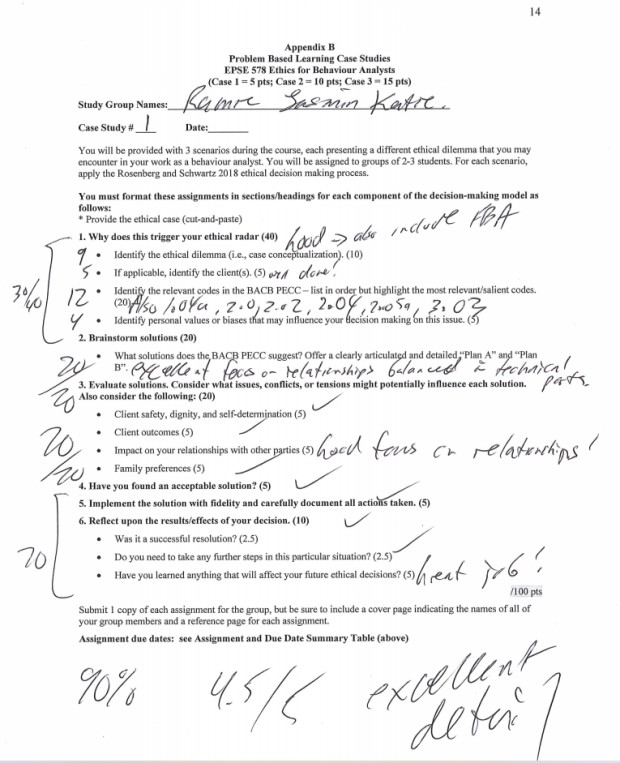 14
Appendix B
Problem Based Learning Case Studies
EPSE 578 Ethics for Behaviour Analysts
(Case 1 = 5 pts; Case 2 = 10 pts; Case 3 = 15 pts)
Study Group Names: Jasmin Katie.
Case Study # 1 Date:
You will be provided with 3 scenarios during the course, each presenting a different ethical dilemma that you may
encounter in your work as a behaviour analyst. You will be assigned to groups of 2-3 students. For each scenario,
apply the Rosenberg and Schwartz 2018 ethical decision making process.
You must format these assignments in sections/headings for each component of the decision-making model as
follows:
* Provide the ethical case (cut-and-paste)
1. Why does this trigger your ethical radar (40) Good → also include FBA
9 • Identify the ethical dilemma (i.e., case conceptualization). (10)
5 • If applicable, identify the client(s). (5) well done!
30/40
12 • Identify the relevant codes in the BACB PECC – list in order but highlight the most relevant/salient codes.
(20) Also 1.04a, 2.0, 2.02, 2.04, 2.05a, 3.03
4 • Identify personal values or biases that may influence your decision making on this issue. (5)
2. Brainstorm solutions (20)
• What solutions does the BACB PECC suggest? Offer a clearly articulated and detailed "Plan A" and "Plan
B". Excellent focus on relationships balanced technical parts.
20/20
3. Evaluate solutions. Consider what issues, conflicts, or tensions might potentially influence each solution.
Also consider the following: (20)
• Client safety, dignity, and self-determination (5) ✓
• Client outcomes (5)
20/20
• Impact on your relationships with other parties (5) Good focus on relationships!
• Family preferences (5)
4. Have you found an acceptable solution? (5)
5. Implement the solution with fidelity and carefully document all actions taken. (5)
6. Reflect upon the results/effects of your decision. (10) ✓
• Was it a successful resolution? (2.5)
20
• Do you need to take any further steps in this particular situation? (2.5) ✓
• Have you learned anything that will affect your future ethical decisions? (5) Great job!
/100 pts
Submit 1 copy of each assignment for the group, but be sure to include a cover page indicating the names of all of
your group members and a reference page for each assignment.
Assignment due dates: see Assignment and Due Date Summary Table (above)
90% 4.5/5 excellent
detail